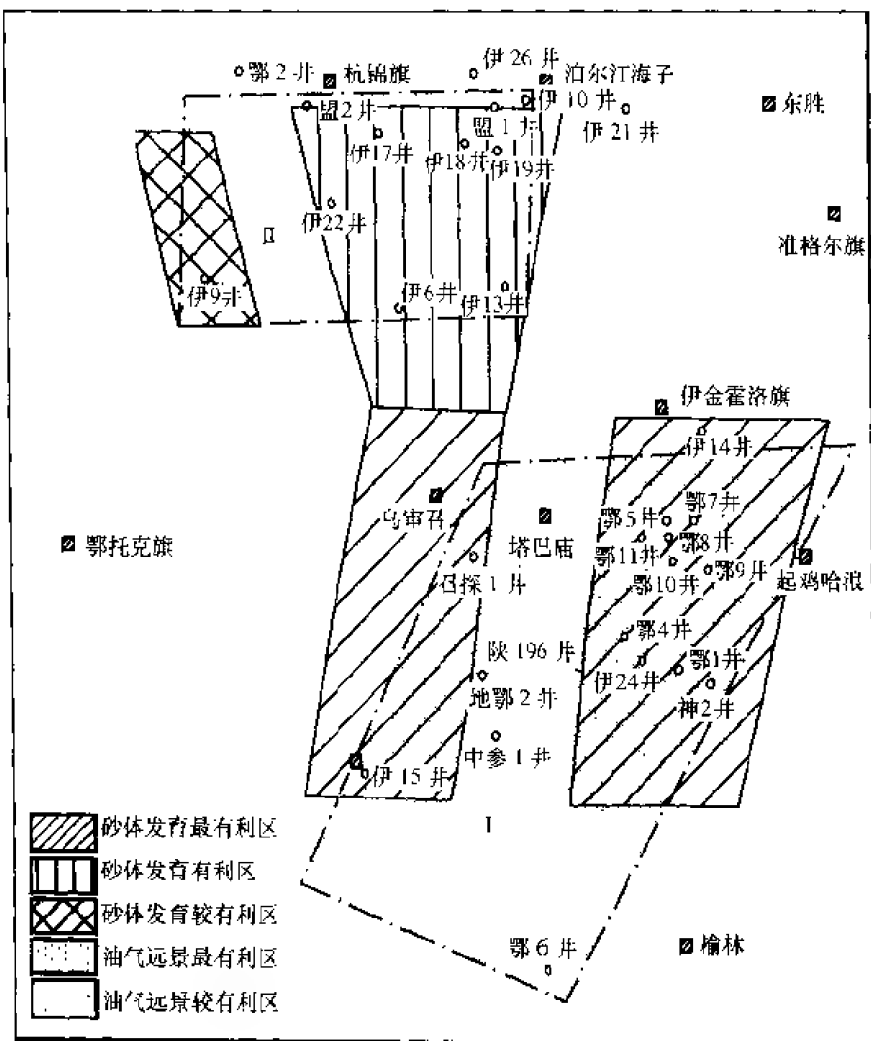 鄂2井
杭锦旗
伊26井
泊尔江海子
盟2井
伊10井
盟1井
伊21井
东胜
伊17井
伊18井
伊19井
伊22井
准格尔旗
Ⅱ
伊9井
伊6井
伊13井
伊金霍洛旗
伊14井
乌审召
鄂5井
鄂7井
鄂托克旗
塔巴庙
鄂8井
鄂11井
召探1井
鄂10井
鄂9井
起鸡哈浪
鄂4井
陕196井
鄂1井
伊24井
地鄂2井
神2井
中参1井
伊15井
Ⅰ
砂体发育最有利区
砂体发育有利区
砂体发育较有利区
油气远景最有利区
油气远景较有利区
鄂6井
榆林